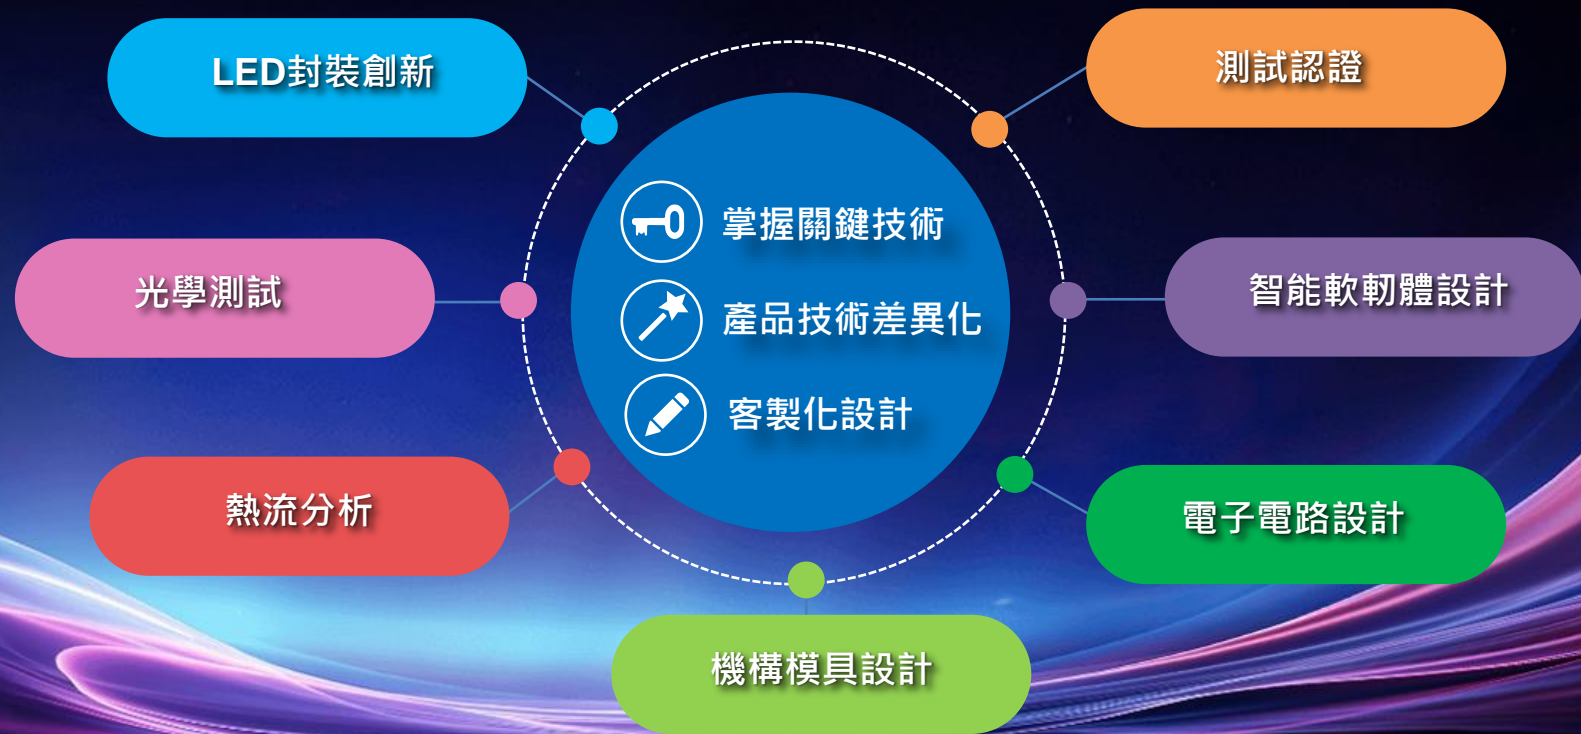 LED封裝創新
測試認證
掌握關鍵技術
光學測試
智能軟韌體設計
產品技術差異化
客製化設計
熱流分析
電子電路設計
機構模具設計